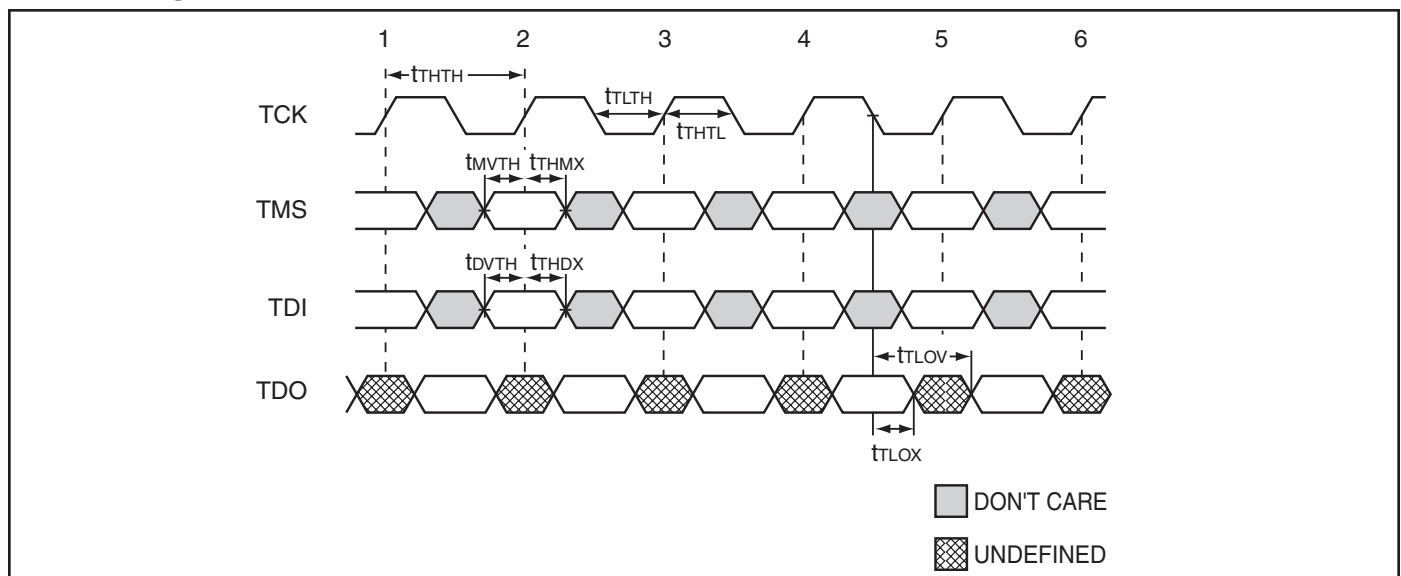 1 2 3 4 5 6
tTHTH
TCK
tTLTH
tTHTL
tMVTH tTHMX
TMS
tDVTH tTHDX
TDI
tTLOV
TDO
tTLOX
DON'T CARE
UNDEFINED